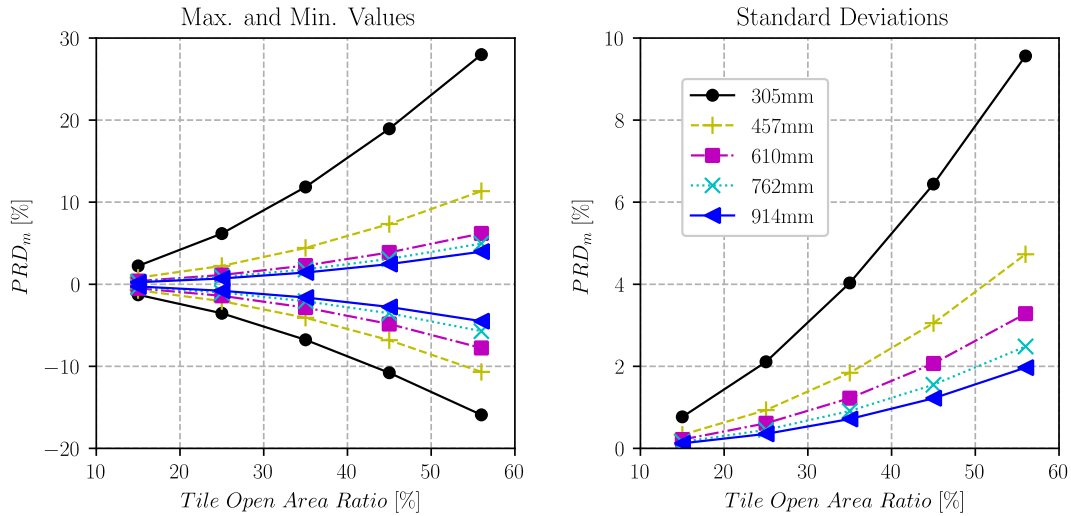 Max. and Min. Values
30
20
10
0
−10
−20
10 20 30 40 50 60
PRD_m [%]
Tile Open Area Ratio [%]
Standard Deviations
10
8
6
4
2
0
10 20 30 40 50 60
PRD_m [%]
Tile Open Area Ratio [%]
305mm
457mm
610mm
762mm
914mm